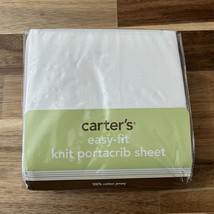 carter's®
easy-fit
knit portacrib sheet
100% cotton jersey